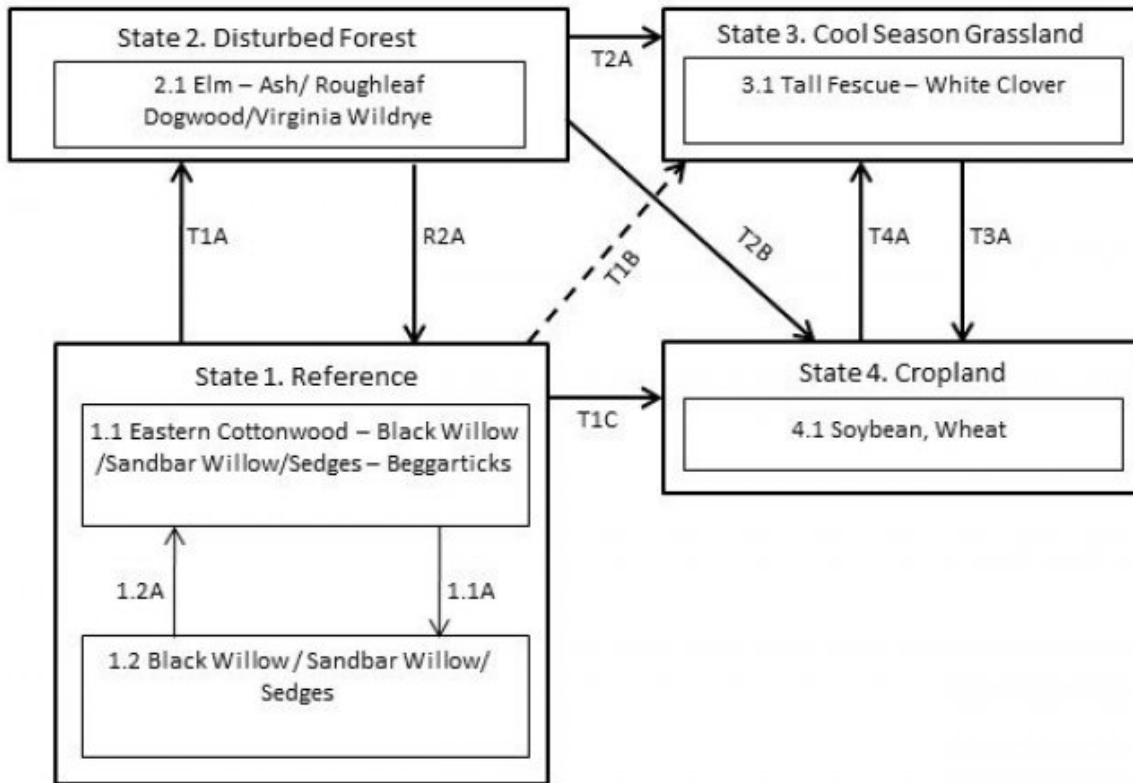 State 2. Disturbed Forest
2.1 Elm – Ash/ Roughleaf
Dogwood/Virginia Wildrye
T2A
State 3. Cool Season Grassland
3.1 Tall Fescue – White Clover
T1A
R2A
T1B
T2B
T4A
T3A
State 1. Reference
1.1 Eastern Cottonwood – Black Willow
/Sandbar Willow/Sedges – Beggarticks
1.2A
1.1A
1.2 Black Willow / Sandbar Willow/
Sedges
T1C
State 4. Cropland
4.1 Soybean, Wheat